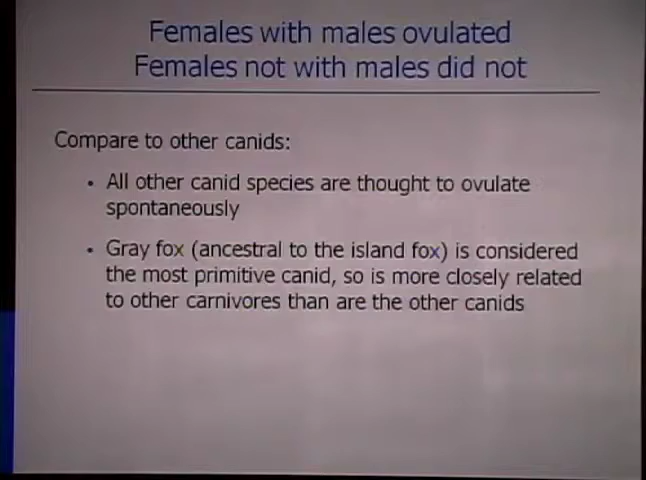 Females with males ovulated
Females not with males did not
Compare to other canids:
• All other canid species are thought to ovulate
spontaneously
• Gray fox (ancestral to the island fox) is considered
the most primitive canid, so is more closely related
to other carnivores than are the other canids